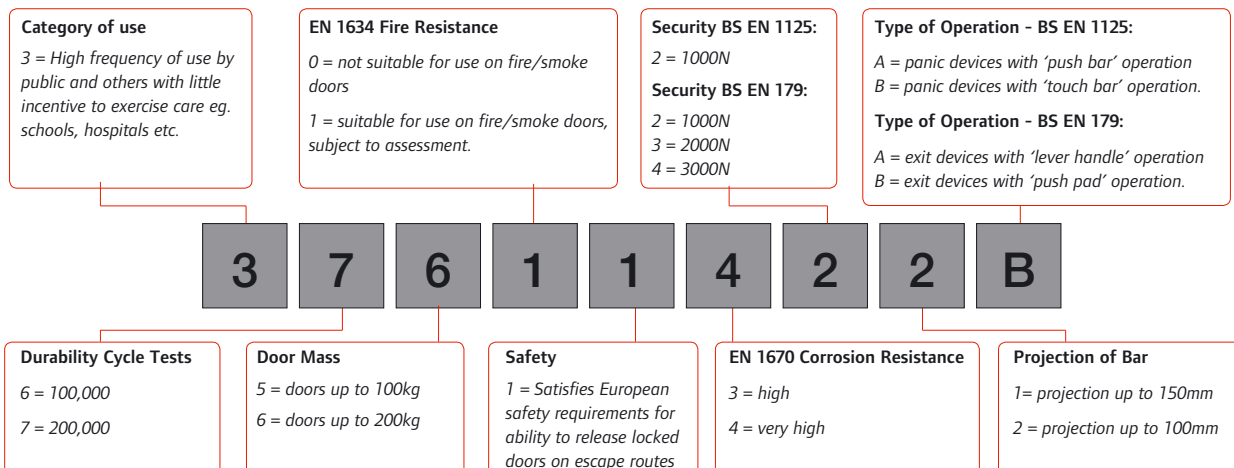 Category of use
3 = High frequency of use by
public and others with little
incentive to exercise care eg.
schools, hospitals etc.
EN 1634 Fire Resistance
0 = not suitable for use on fire/smoke
doors
1 = suitable for use on fire/smoke doors,
subject to assessment.
Security BS EN 1125:
2 = 1000N
Security BS EN 179:
2 = 1000N
3 = 2000N
4 = 3000N
Type of Operation - BS EN 1125:
A = panic devices with ‘push bar’ operation
B = panic devices with ‘touch bar’ operation.
Type of Operation - BS EN 179:
A = exit devices with ‘lever handle’ operation
B = exit devices with ‘push pad’ operation.
3 7 6 1 1 4 2 2 B
Durability Cycle Tests
6 = 100,000
7 = 200,000
Door Mass
5 = doors up to 100kg
6 = doors up to 200kg
Safety
1 = Satisfies European
safety requirements for
ability to release locked
doors on escape routes
EN 1670 Corrosion Resistance
3 = high
4 = very high
Projection of Bar
1= projection up to 150mm
2 = projection up to 100mm